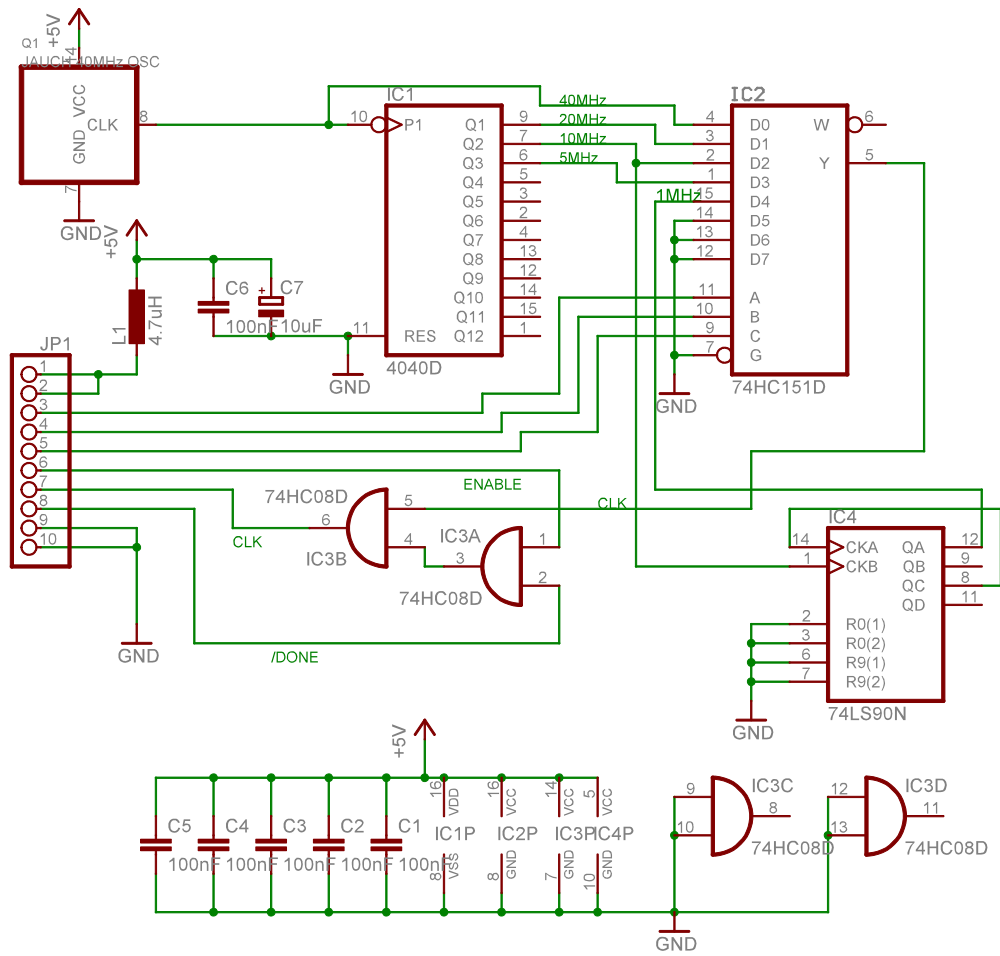 +5V
Q1
14
JAUCH 40MHz OSC
VCC
CLK
8
GND
7
GND
+5V
L1
4.7uH
C6
100nF
+
C7
10uF
IC1
10
P1
11
RES
Q1
9
Q2
7
Q3
6
Q4
5
Q5
3
Q6
2
Q7
4
Q8
13
Q9
12
Q10
14
Q11
15
Q12
1
4040D
GND
40MHz
20MHz
10MHz
5MHz
1MHz
IC2
4
D0
3
D1
2
D2
1
D3
15
D4
14
D5
13
D6
12
D7
11
A
10
B
9
C
7
G
W
6
Y
5
74HC151D
GND
JP1
1
2
3
4
5
6
7
8
9
10
GND
ENABLE
CLK
74HC08D
5
6
4
IC3B
CLK
IC3A
1
3
2
74HC08D
/DONE
IC4
14
CKA
1
CKB
QA
12
QB
9
QC
8
QD
11
2
R0(1)
3
R0(2)
6
R9(1)
7
R9(2)
74LS90N
GND
+5V
C5
100nF
C4
100nF
C3
100nF
C2
100nF
C1
100nF
16
VDD
IC1P
8
VSS
16
VCC
IC2P
8
GND
14
VCC
IC3P
7
GND
5
VCC
IC4P
10
GND
GND
9
10
IC3C
8
74HC08D
12
13
IC3D
11
74HC08D